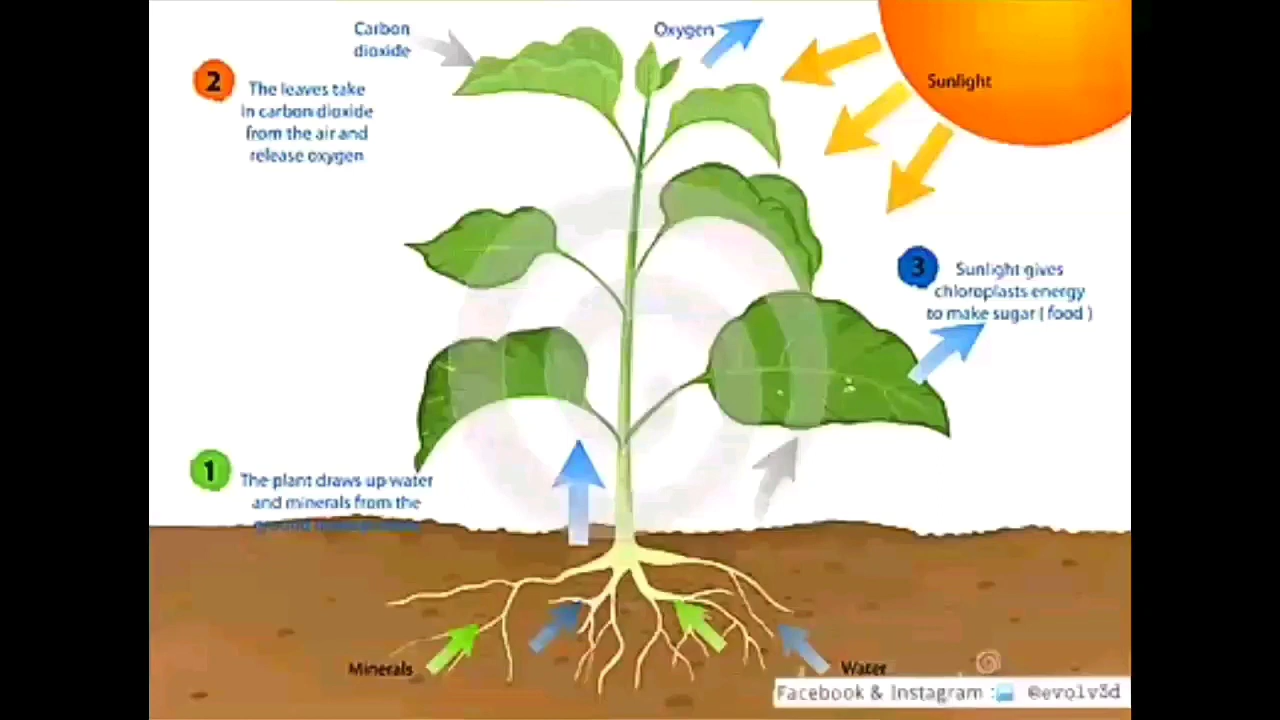 Carbon
dioxide
Oxygen
Sunlight
2
The leaves take
in carbon dioxide
from the air and
release oxygen
3
Sunlight gives
chloroplasts energy
to make sugar ( food )
1
The plant draws up water
and minerals from the
ground
Minerals
Water
Facebook & Instagram : @evolv3d